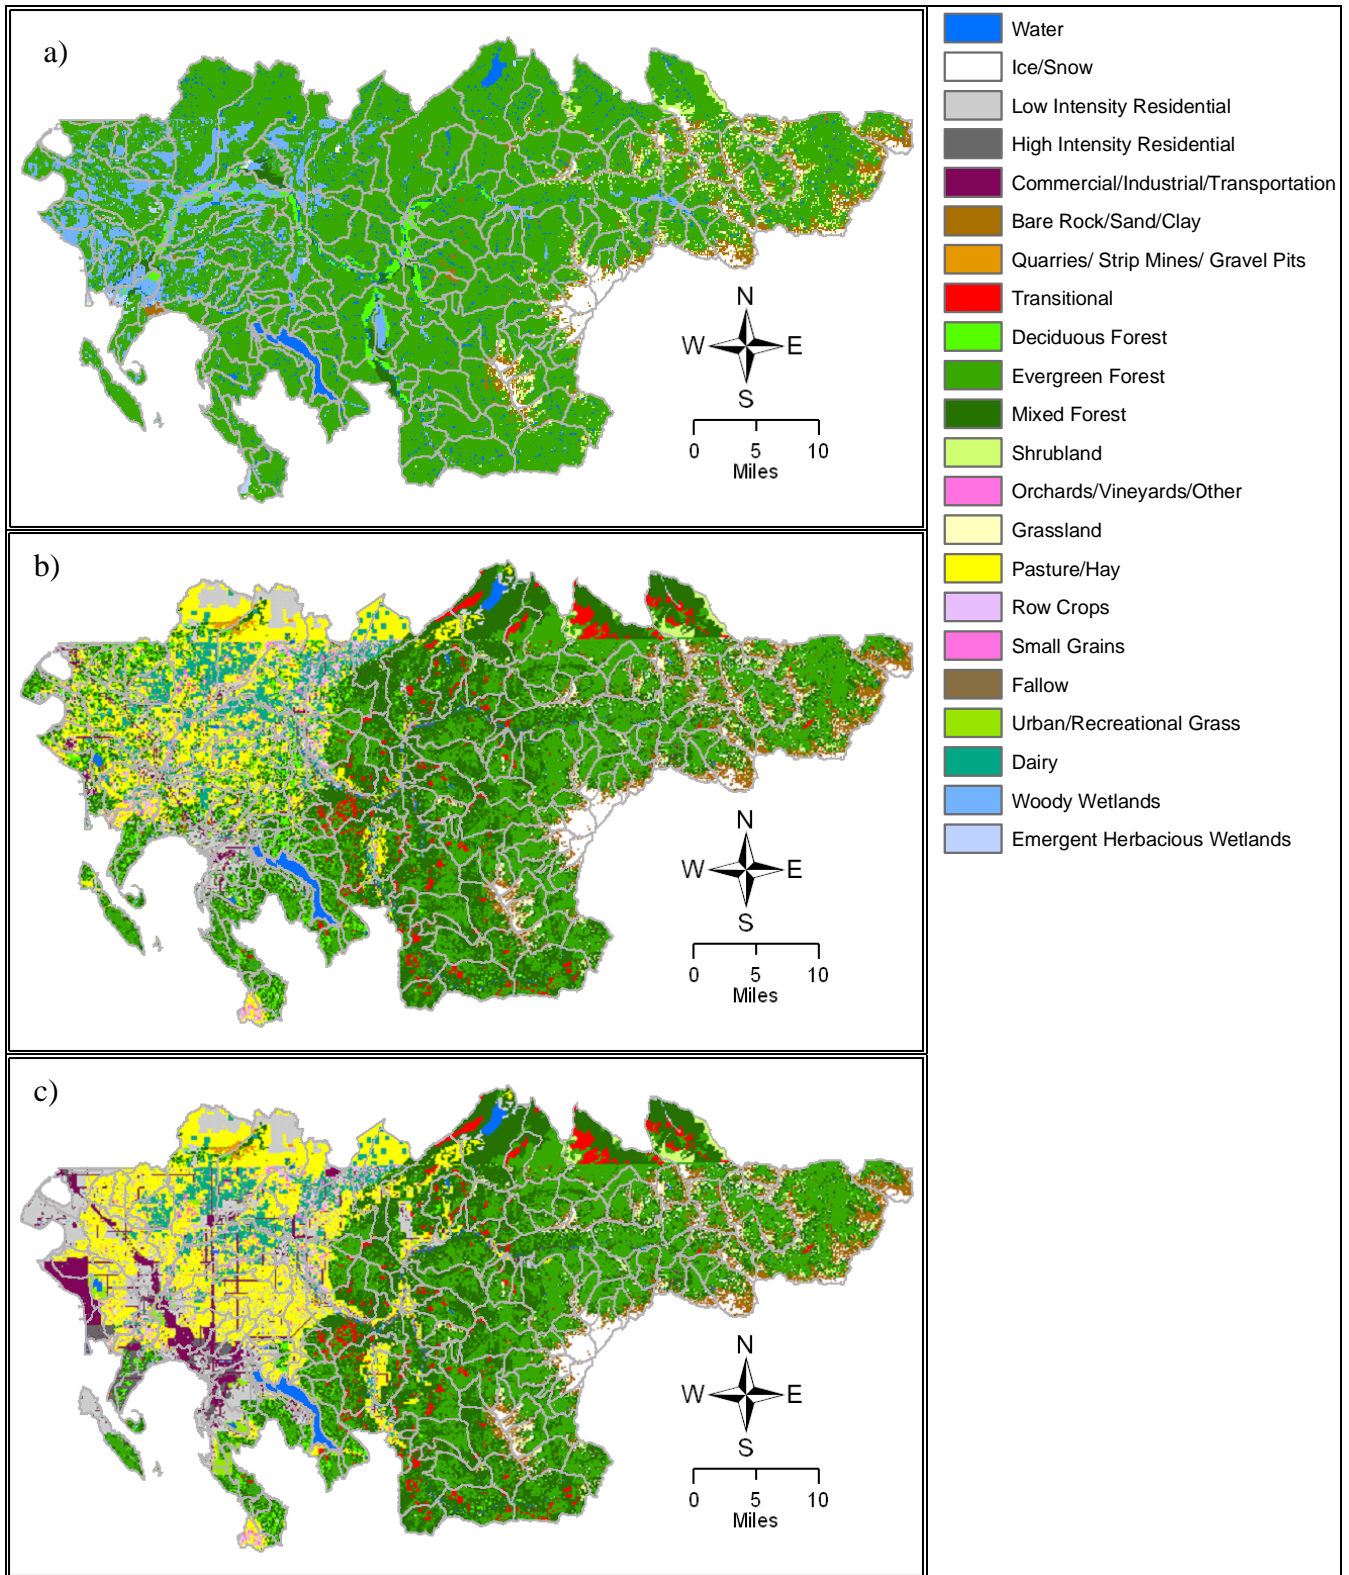 a)
N
W E
S
0 5 10
Miles
b)
N
W E
S
0 5 10
Miles
c)
N
W E
S
0 5 10
Miles
Water
Ice/Snow
Low Intensity Residential
High Intensity Residential
Commercial/Industrial/Transportation
Bare Rock/Sand/Clay
Quarries/ Strip Mines/ Gravel Pits
Transitional
Deciduous Forest
Evergreen Forest
Mixed Forest
Shrubland
Orchards/Vineyards/Other
Grassland
Pasture/Hay
Row Crops
Small Grains
Fallow
Urban/Recreational Grass
Dairy
Woody Wetlands
Emergent Herbacious Wetlands